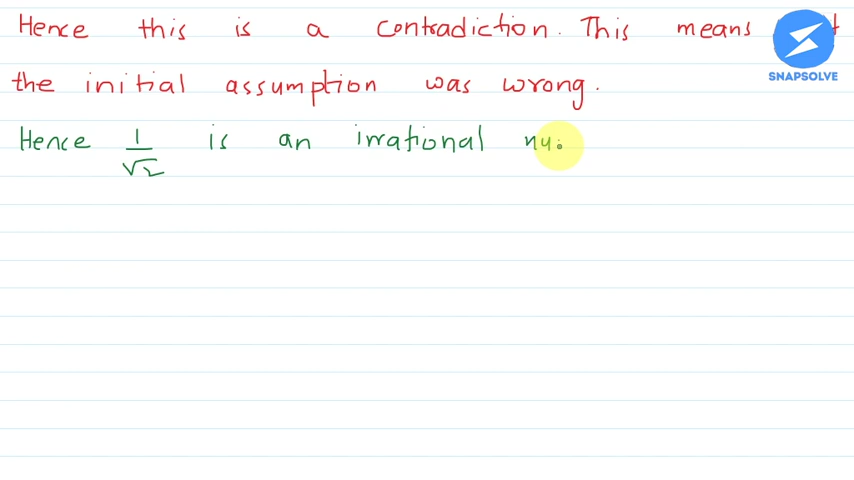 Hence this is a contradiction. This means
SNAPSOLVE
the initial assumption was wrong.
Hence 1/√2 is an irrational nu